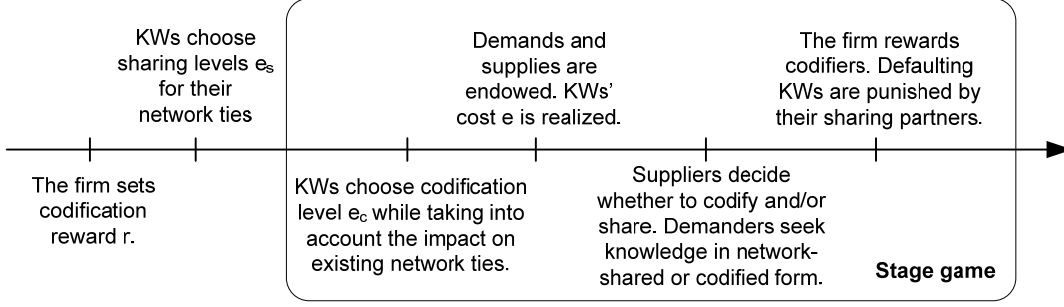 KWs choose
sharing levels eₛ
for their
network ties
Demands and
supplies are
endowed. KWs'
cost e is realized.
The firm rewards
codifiers. Defaulting
KWs are punished by
their sharing partners.
The firm sets
codification
reward r.
KWs choose codification
level e꜀ while taking into
account the impact on
existing network ties.
Suppliers decide
whether to codify and/or
share. Demanders seek
knowledge in network-
shared or codified form.
Stage game